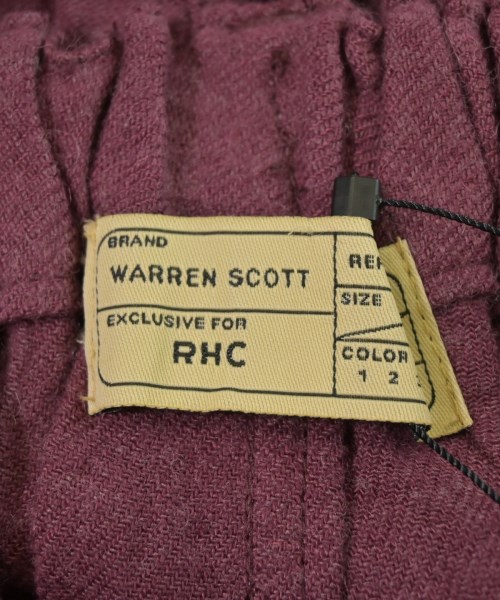 BRAND
WARREN SCOTT
EXCLUSIVE FOR
RHC
SIZE
COLOR
1 2